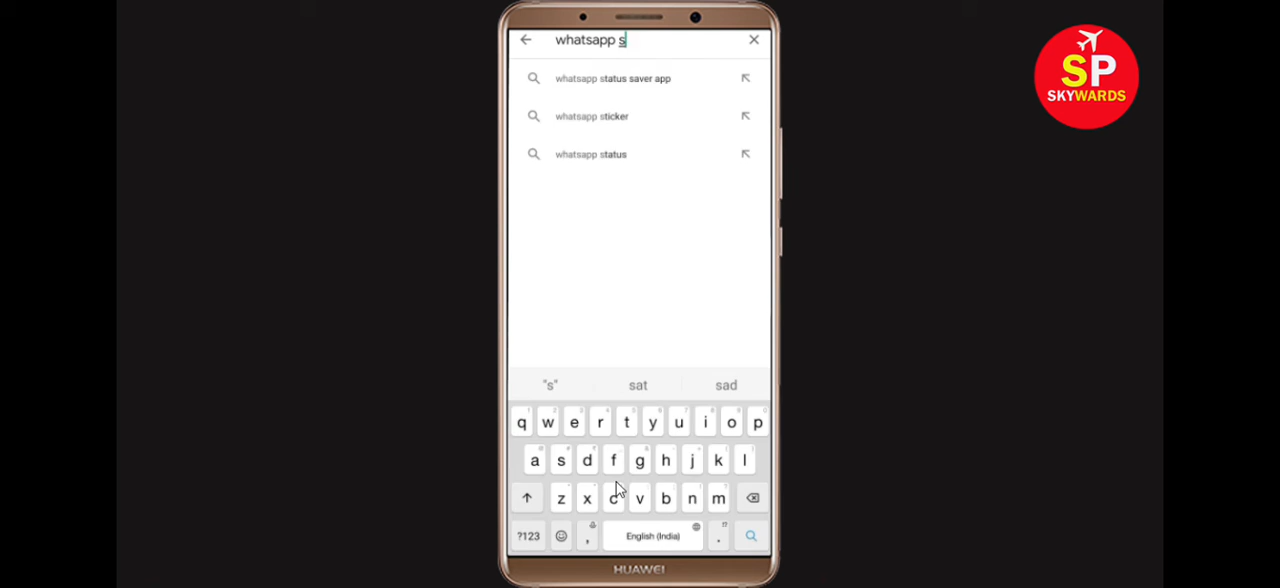 whatsapp s
SP
SKYWARDS
whatsapp status saver app
whatsapp sticker
whatsapp status
"s" sat sad
q w e r t y u i o p
a s d f g h j k l
z x c v b n m
?123 , English (India) .
HUAWEI